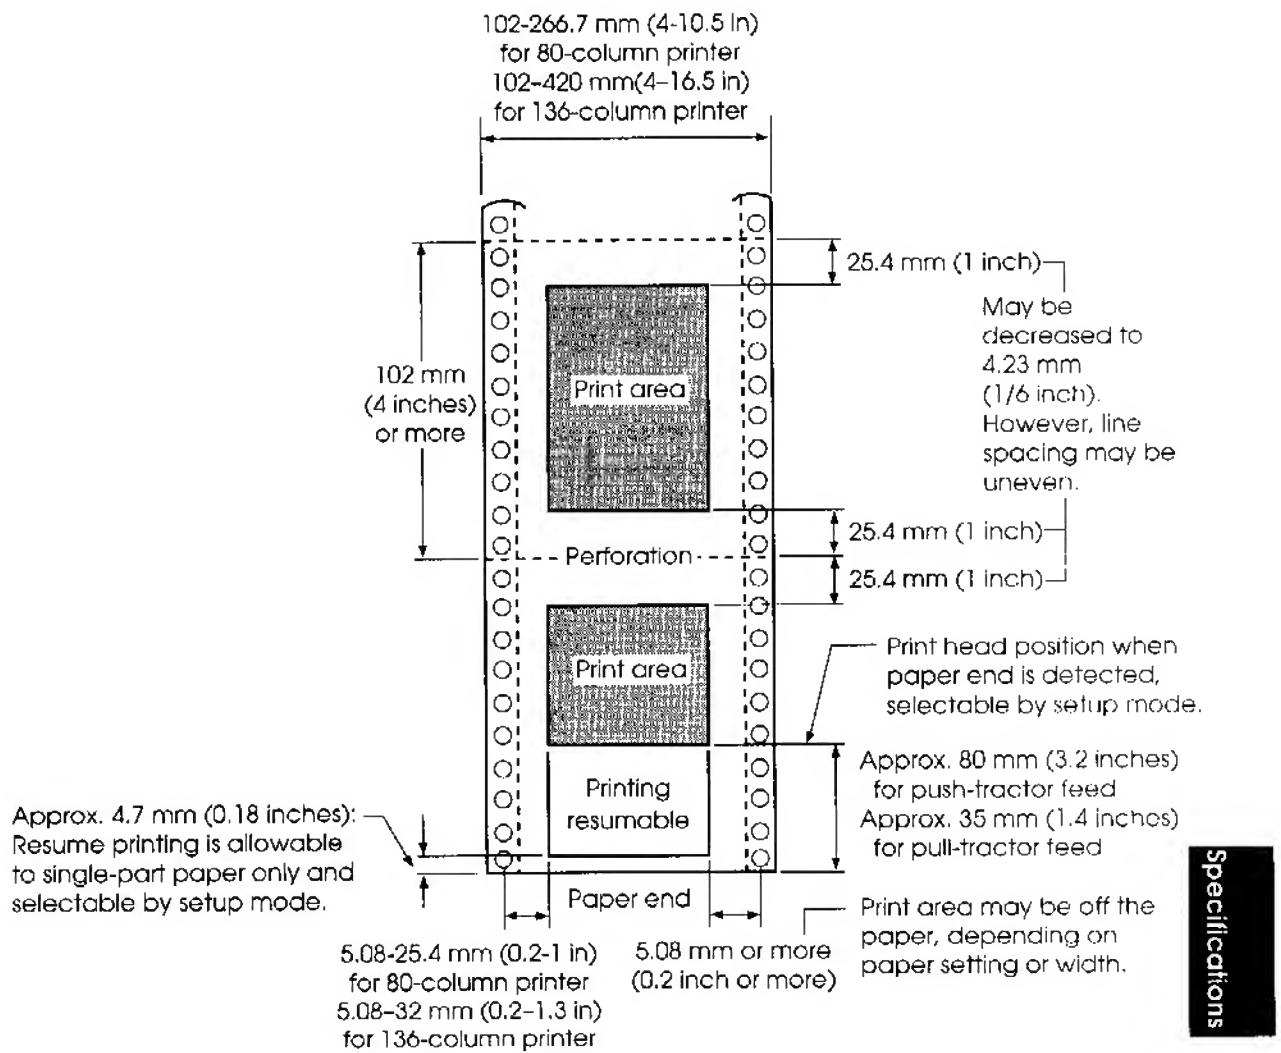 102-266.7 mm (4-10.5 in)
for 80-column printer
102-420 mm(4-16.5 in)
for 136-column printer
25.4 mm (1 inch)
May be
decreased to
4.23 mm
(1/6 inch).
However, line
spacing may be
uneven.
102 mm
(4 inches)
or more
Print area
25.4 mm (1 inch)
Perforation
25.4 mm (1 inch)
Print area
Print head position when
paper end is detected,
selectable by setup mode.
Printing
resumable
Approx. 80 mm (3.2 inches)
for push-tractor feed
Approx. 35 mm (1.4 inches)
for pull-tractor feed
Approx. 4.7 mm (0.18 inches):
Resume printing is allowable
to single-part paper only and
selectable by setup mode.
Paper end
Print area may be off the
paper, depending on
paper setting or width.
5.08-25.4 mm (0.2-1 in)
for 80-column printer
5.08-32 mm (0.2-1.3 in)
for 136-column printer
5.08 mm or more
(0.2 inch or more)
Specifications